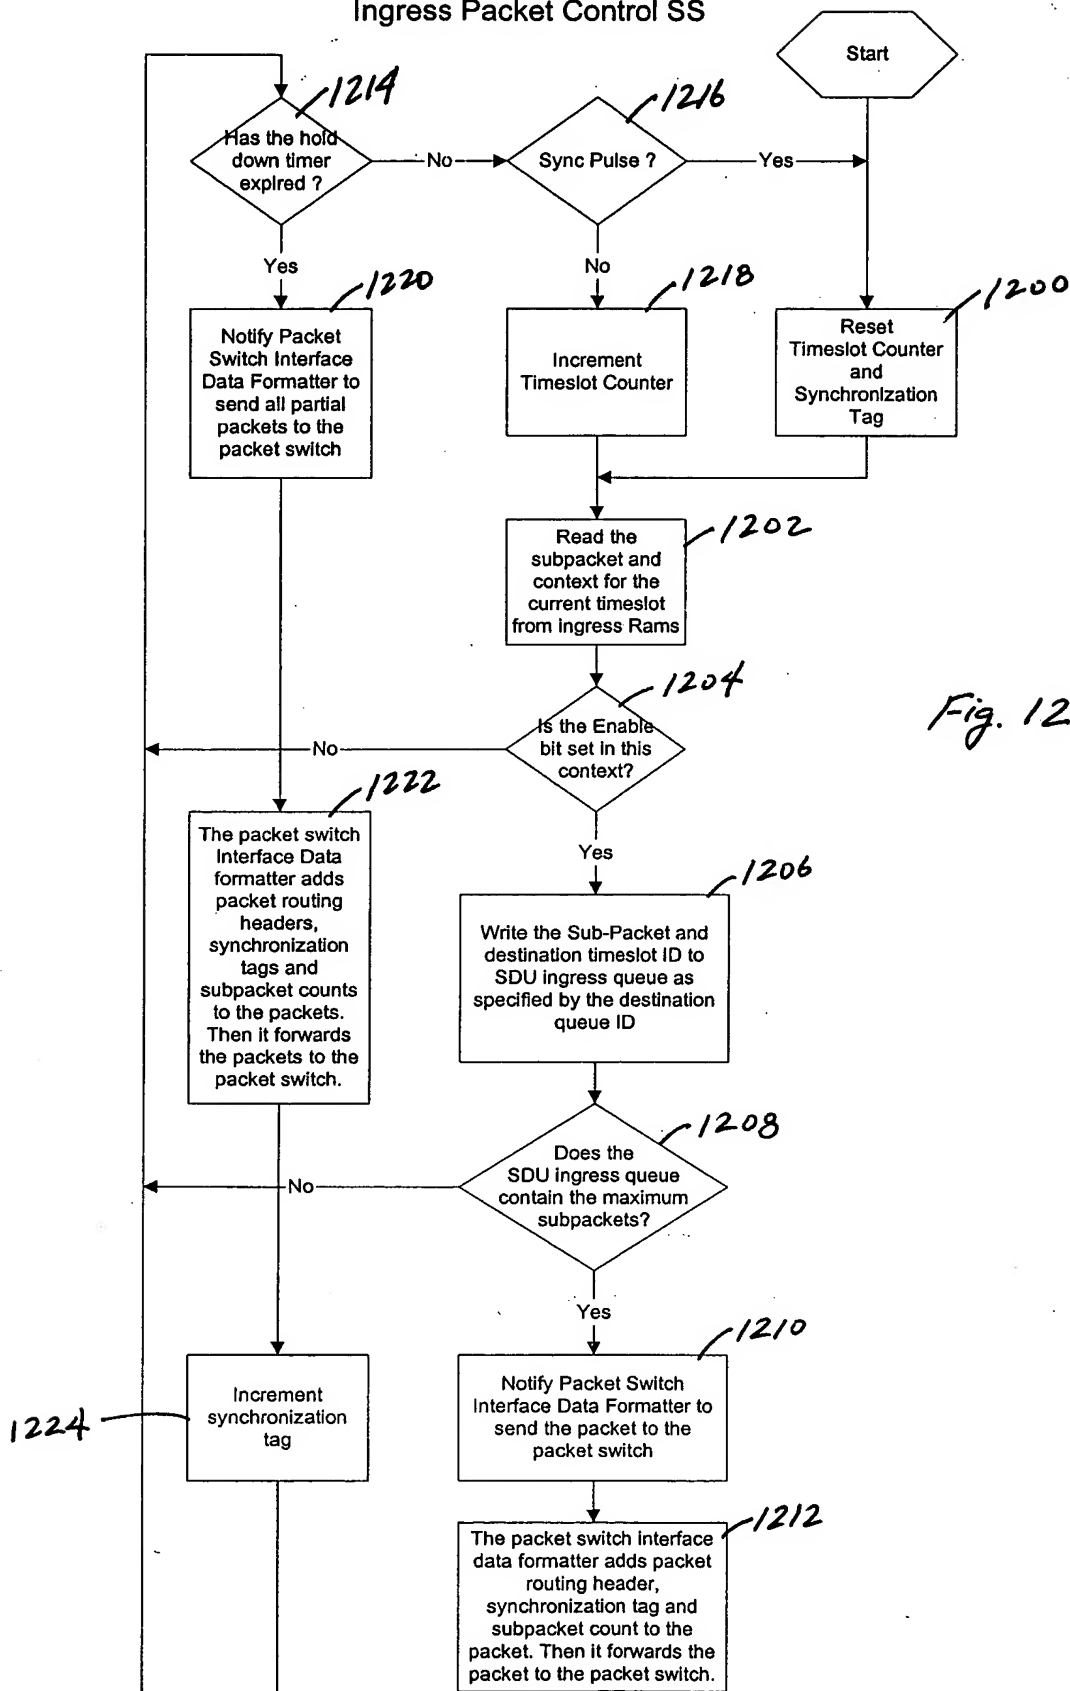 Ingress Packet Control SS
Start
1214
Has the hold
down timer
expired ?
No
1216
Sync Pulse ?
Yes
Yes
No
1220
Notify Packet
Switch Interface
Data Formatter to
send all partial
packets to the
packet switch
1218
Increment
Timeslot Counter
1200
Reset
Timeslot Counter
and
Synchronization
Tag
1202
Read the
subpacket and
context for the
current timeslot
from ingress Rams
1204
Is the Enable
bit set in this
context?
No
Yes
Fig. 12
1222
The packet switch
Interface Data
formatter adds
packet routing
headers,
synchronization
tags and
subpacket counts
to the packets.
Then it forwards
the packets to the
packet switch.
1206
Write the Sub-Packet and
destination timeslot ID to
SDU ingress queue as
specified by the destination
queue ID
1208
Does the
SDU ingress queue
contain the maximum
subpackets?
No
Yes
1224
Increment
synchronization
tag
1210
Notify Packet Switch
Interface Data Formatter to
send the packet to the
packet switch
1212
The packet switch interface
data formatter adds packet
routing header,
synchronization tag and
subpacket count to the
packet. Then it forwards the
packet to the packet switch.